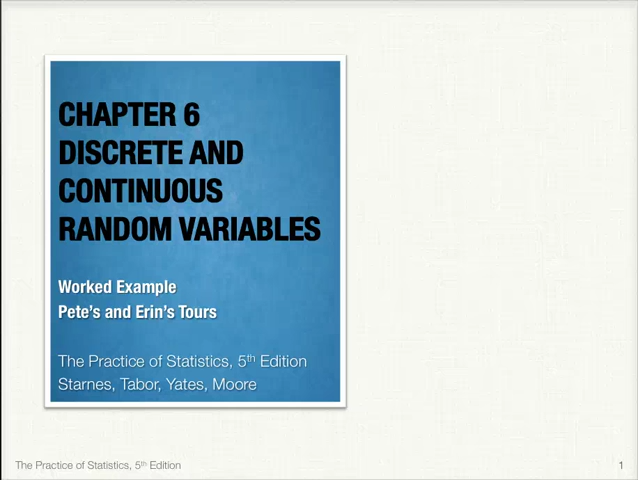 CHAPTER 6
DISCRETE AND
CONTINUOUS
RANDOM VARIABLES
Worked Example
Pete's and Erin's Tours
The Practice of Statistics, 5th Edition
Starnes, Tabor, Yates, Moore
The Practice of Statistics, 5th Edition
1